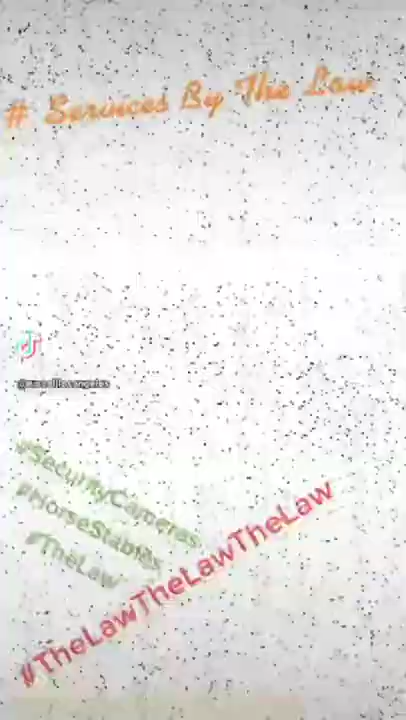 # Services By The Law
#SecurityCameras
#HorseStables
#TheLaw
#TheLawTheLawTheLaw